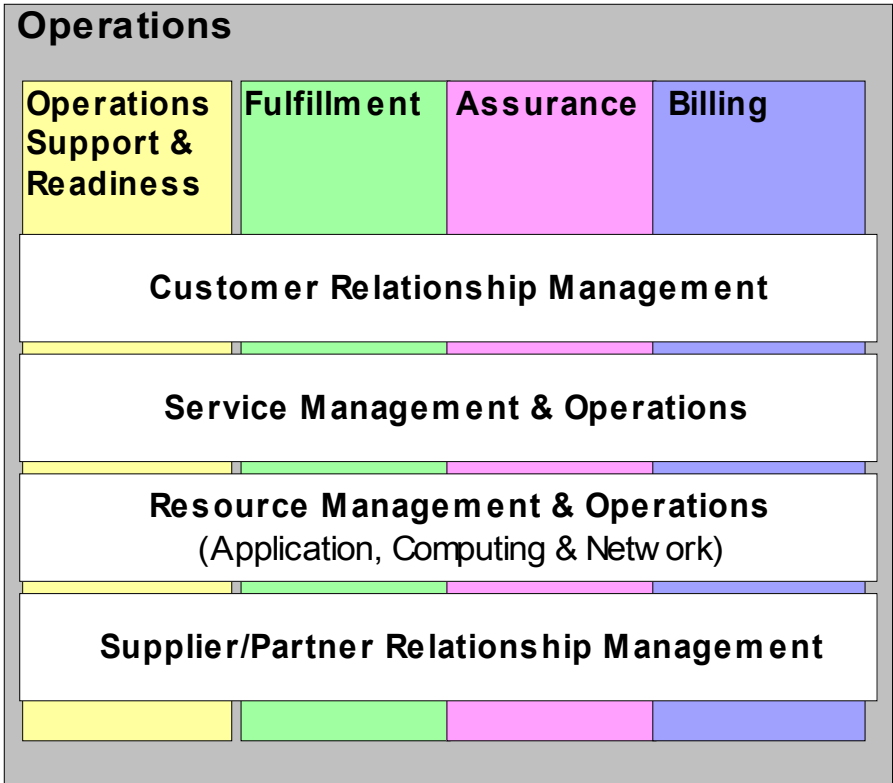 Operations
Operations
Support &
Readiness
Fulfillment
Assurance
Billing
Customer Relationship Management
Service Management & Operations
Resource Management & Operations
(Application, Computing & Network)
Supplier/Partner Relationship Management